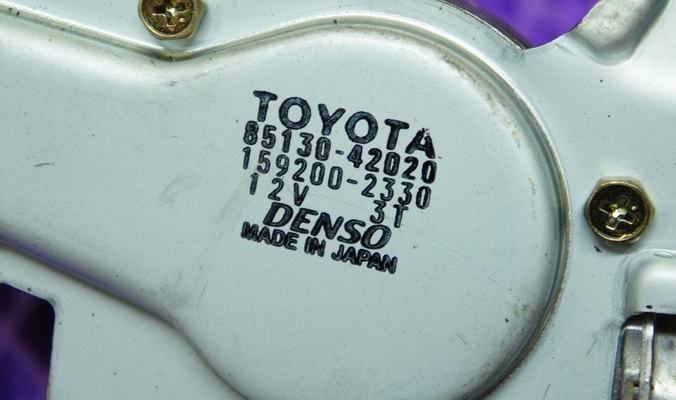 TOYOTA
85130-42020
159200-2330
12V 3T
DENSO
MADE IN JAPAN